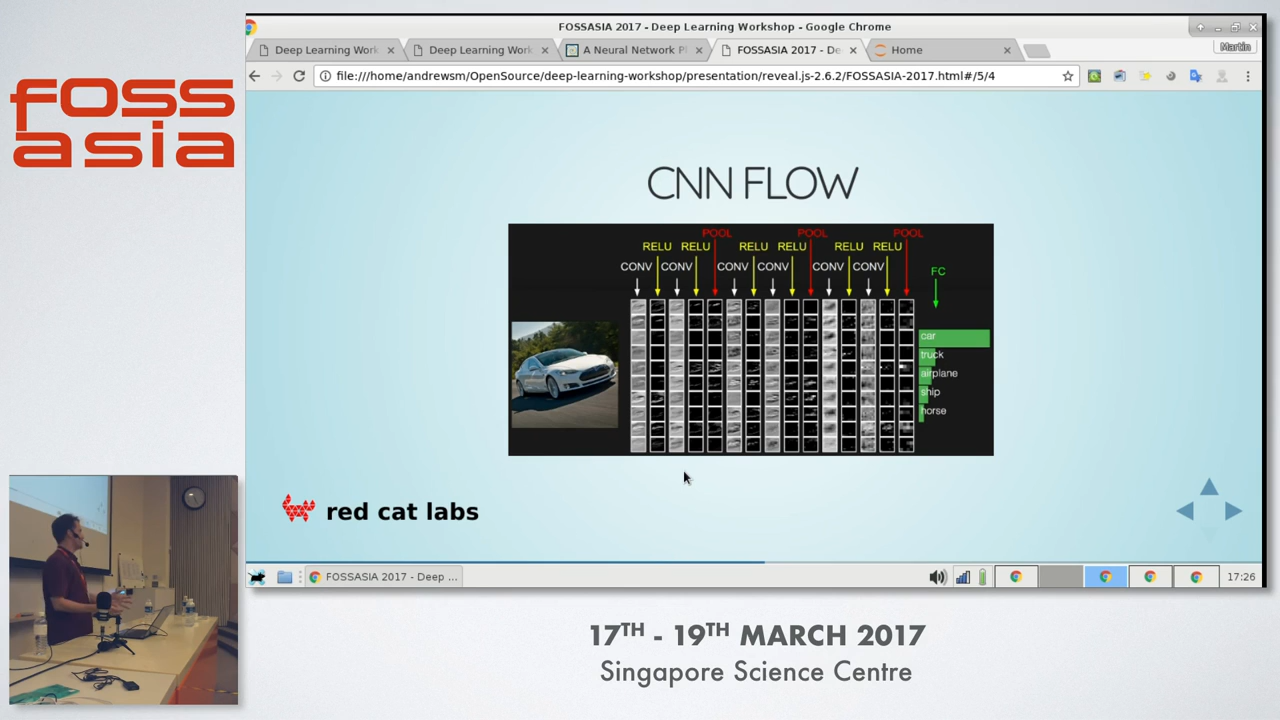 foss
asia
FOSSASIA 2017 - Deep Learning Workshop - Google Chrome
Deep Learning Work
Deep Learning Work
A Neural Network Pl
FOSSASIA 2017 - De
Home
Martin
file:///home/andrewsm/OpenSource/deep-learning-workshop/presentation/reveal.js-2.6.2/FOSSASIA-2017.html#/5/4
CNN FLOW
POOL POOL POOL
RELU RELU RELU RELU RELU RELU
CONV CONV CONV CONV CONV CONV
FC
car
truck
airplane
ship
horse
red cat labs
FOSSASIA 2017 - Deep ...
17:26
17TH - 19TH MARCH 2017
Singapore Science Centre